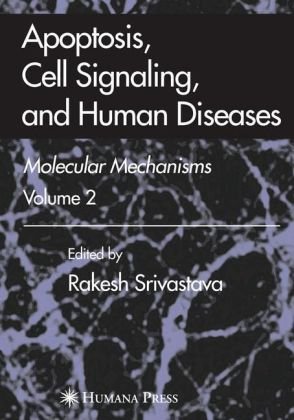 Apoptosis,
Cell Signaling,
and Human Diseases
Molecular Mechanisms
Volume 2
Edited by
Rakesh Srivastava
HUMANA PRESS